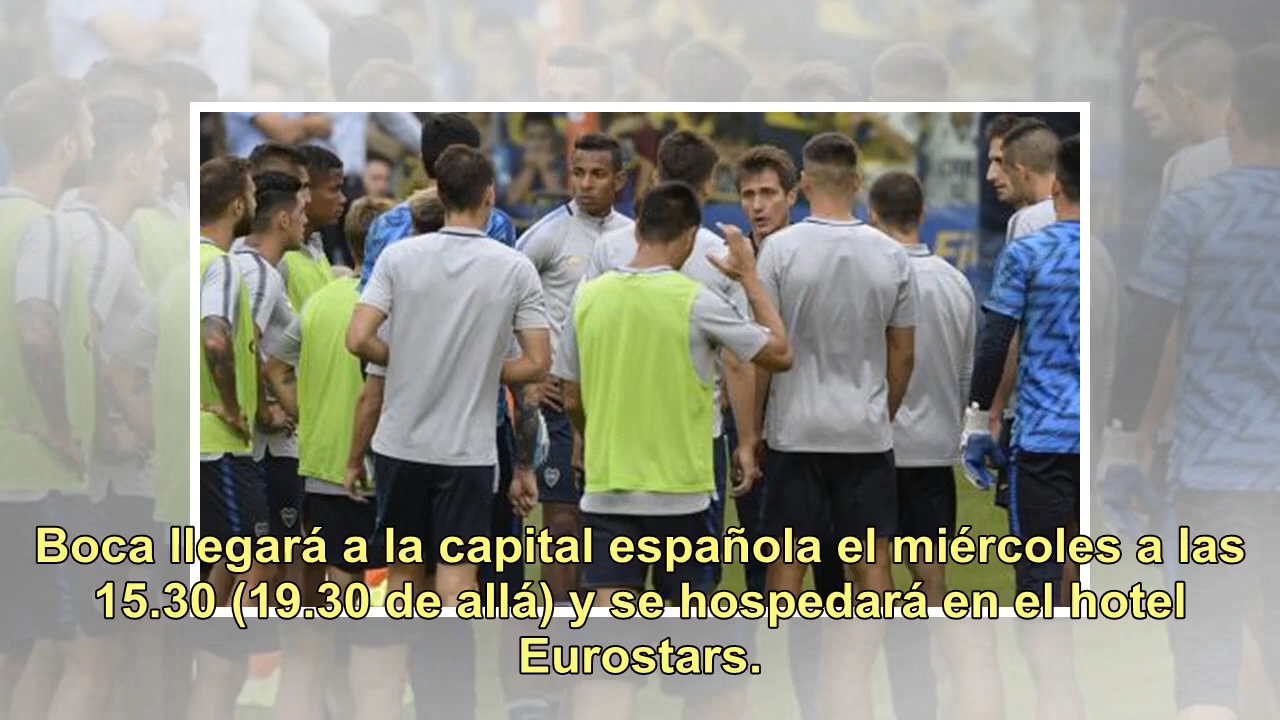 Boca llegará a la capital española el miércoles a las
15.30 (19.30 de allá) y se hospedará en el hotel
Eurostars.